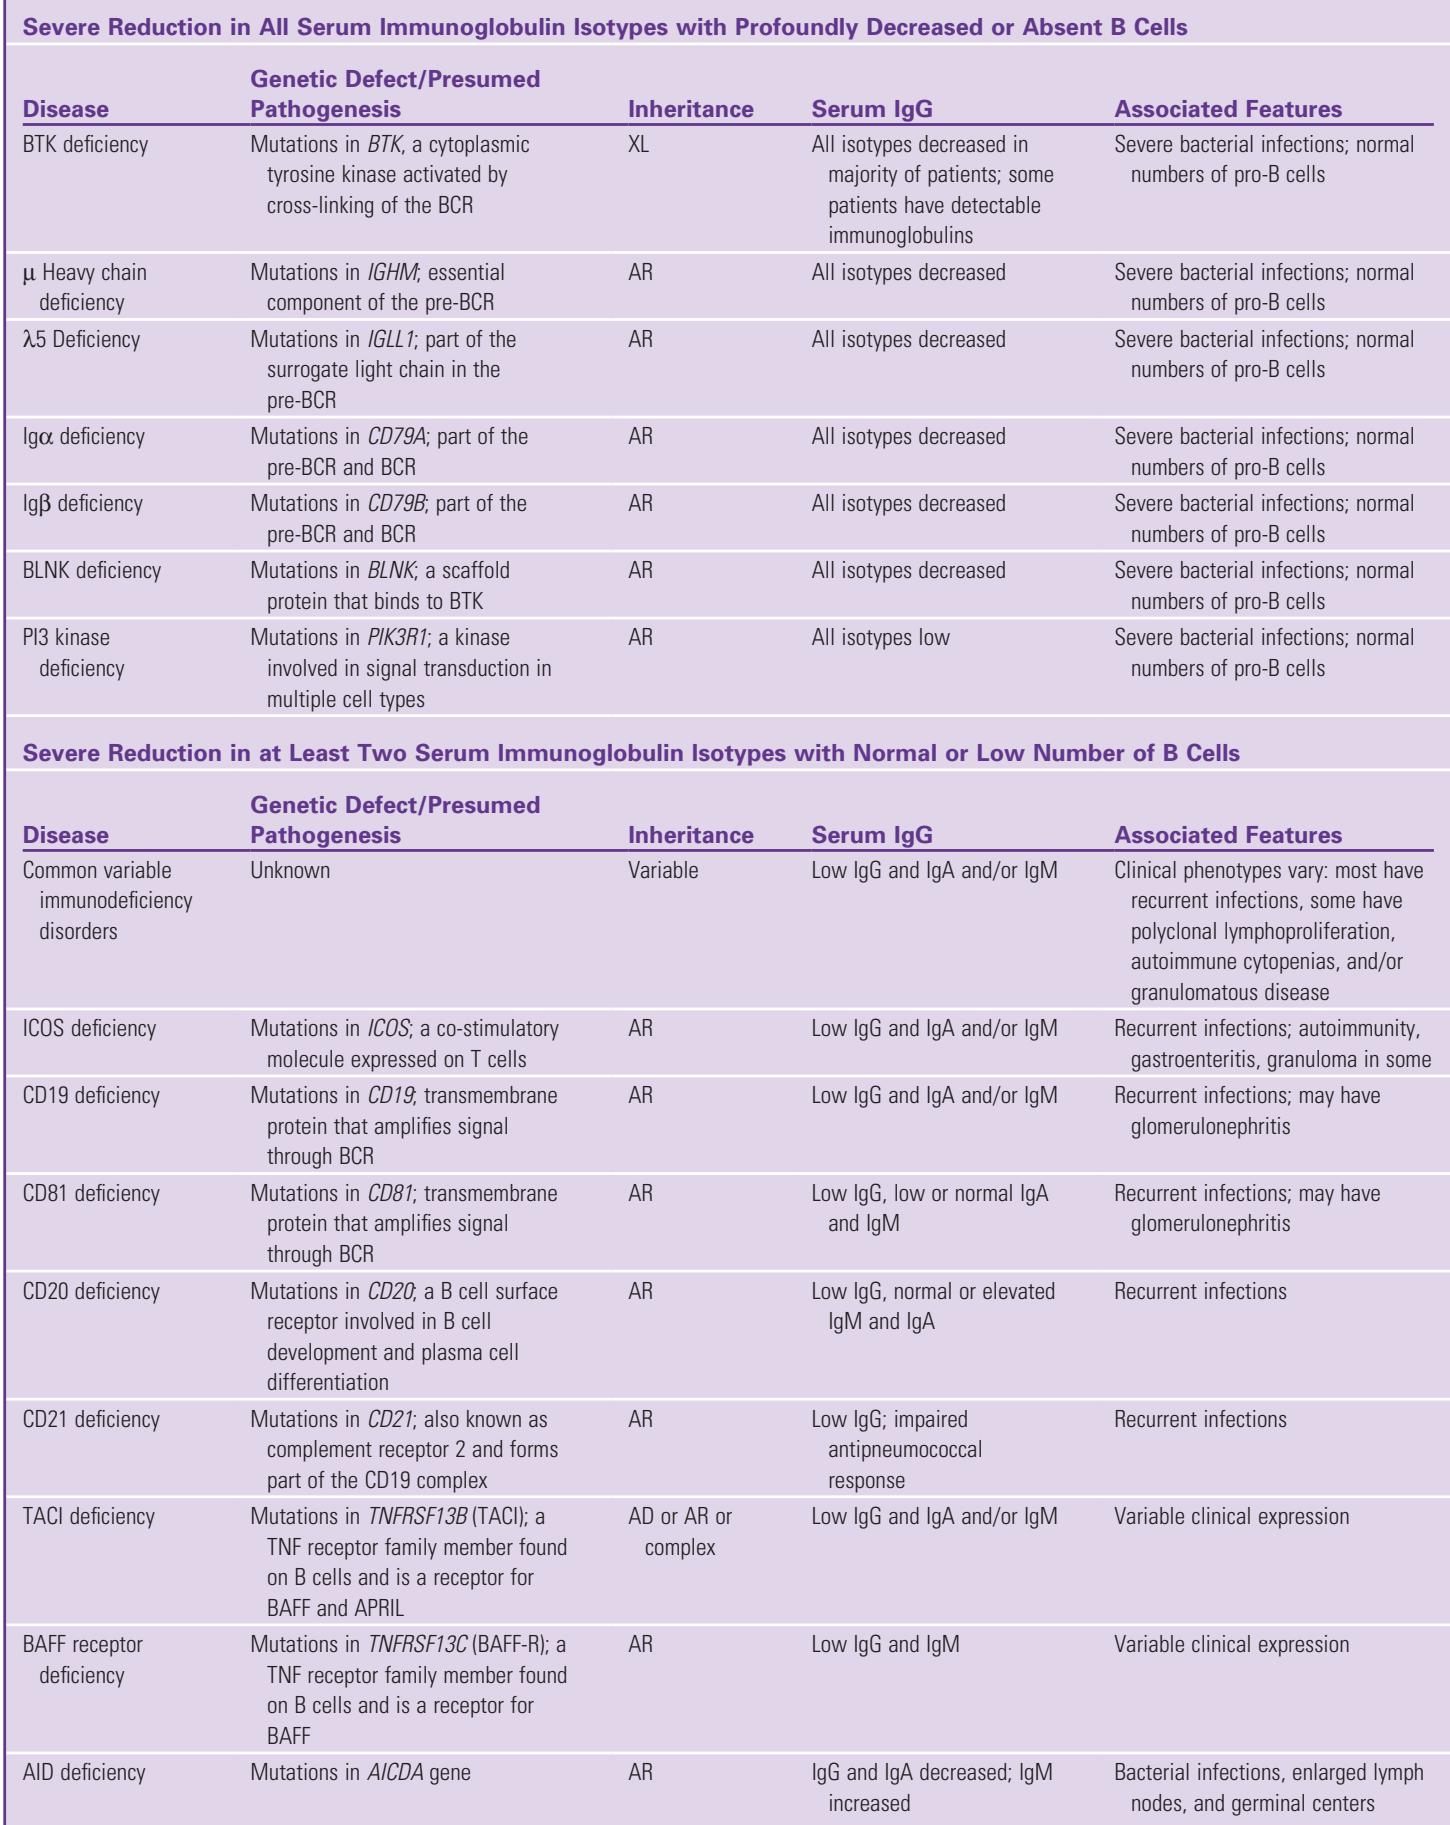 Severe Reduction in All Serum Immunoglobulin Isotypes with Profoundly Decreased or Absent B Cells
Disease Genetic Defect/Presumed Pathogenesis Inheritance Serum IgG Associated Features
BTK deficiency
Mutations in BTK, a cytoplasmic
tyrosine kinase activated by
cross-linking of the BCR
XL
All isotypes decreased in
majority of patients; some
patients have detectable
immunoglobulins
Severe bacterial infections; normal
numbers of pro-B cells
μ Heavy chain
deficiency
Mutations in IGHM; essential
component of the pre-BCR
AR
All isotypes decreased
Severe bacterial infections; normal
numbers of pro-B cells
λ5 Deficiency
Mutations in IGLL1; part of the
surrogate light chain in the
pre-BCR
AR
All isotypes decreased
Severe bacterial infections; normal
numbers of pro-B cells
Igα deficiency
Mutations in CD79A; part of the
pre-BCR and BCR
AR
All isotypes decreased
Severe bacterial infections; normal
numbers of pro-B cells
Igβ deficiency
Mutations in CD79B; part of the
pre-BCR and BCR
AR
All isotypes decreased
Severe bacterial infections; normal
numbers of pro-B cells
BLNK deficiency
Mutations in BLNK; a scaffold
protein that binds to BTK
AR
All isotypes decreased
Severe bacterial infections; normal
numbers of pro-B cells
PI3 kinase
deficiency
Mutations in PIK3R1; a kinase
involved in signal transduction in
multiple cell types
AR
All isotypes low
Severe bacterial infections; normal
numbers of pro-B cells
Severe Reduction in at Least Two Serum Immunoglobulin Isotypes with Normal or Low Number of B Cells
Disease Genetic Defect/Presumed Pathogenesis Inheritance Serum IgG Associated Features
Common variable
immunodeficiency
disorders
Unknown
Variable
Low IgG and IgA and/or IgM
Clinical phenotypes vary: most have
recurrent infections, some have
polyclonal lymphoproliferation,
autoimmune cytopenias, and/or
granulomatous disease
ICOS deficiency
Mutations in ICOS; a co-stimulatory
molecule expressed on T cells
AR
Low IgG and IgA and/or IgM
Recurrent infections; autoimmunity,
gastroenteritis, granuloma in some
CD19 deficiency
Mutations in CD19; transmembrane
protein that amplifies signal
through BCR
AR
Low IgG and IgA and/or IgM
Recurrent infections; may have
glomerulonephritis
CD81 deficiency
Mutations in CD81; transmembrane
protein that amplifies signal
through BCR
AR
Low IgG, low or normal IgA
and IgM
Recurrent infections; may have
glomerulonephritis
CD20 deficiency
Mutations in CD20; a B cell surface
receptor involved in B cell
development and plasma cell
differentiation
AR
Low IgG, normal or elevated
IgM and IgA
Recurrent infections
CD21 deficiency
Mutations in CD21; also known as
complement receptor 2 and forms
part of the CD19 complex
AR
Low IgG; impaired
antipneumococcal
response
Recurrent infections
TACI deficiency
Mutations in TNFRSF13B (TACI); a
TNF receptor family member found
on B cells and is a receptor for
BAFF and APRIL
AD or AR or
complex
Low IgG and IgA and/or IgM
Variable clinical expression
BAFF receptor
deficiency
Mutations in TNFRSF13C (BAFF-R); a
TNF receptor family member found
on B cells and is a receptor for
BAFF
AR
Low IgG and IgM
Variable clinical expression
AID deficiency
Mutations in AICDA gene
AR
IgG and IgA decreased; IgM
increased
Bacterial infections, enlarged lymph
nodes, and germinal centers